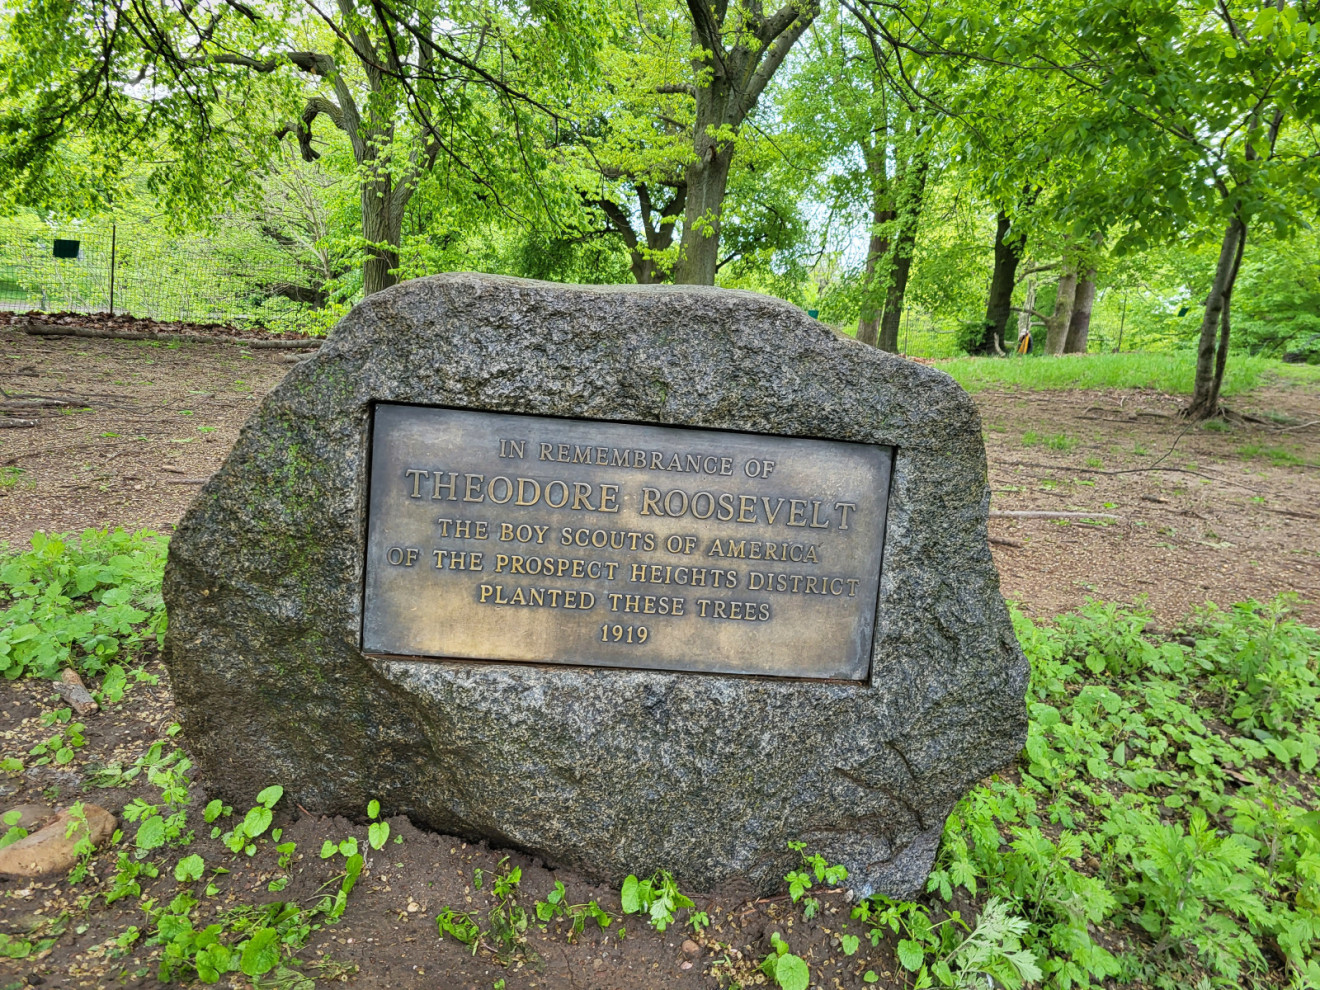 IN REMEMBRANCE OF
THEODORE ROOSEVELT
THE BOY SCOUTS OF AMERICA
OF THE PROSPECT HEIGHTS DISTRICT
PLANTED THESE TREES
1919